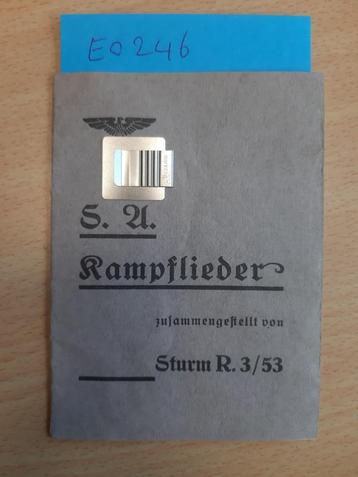 E0246
S. A.
Kampflieder
zusammengestellt von
Sturm R. 3/53